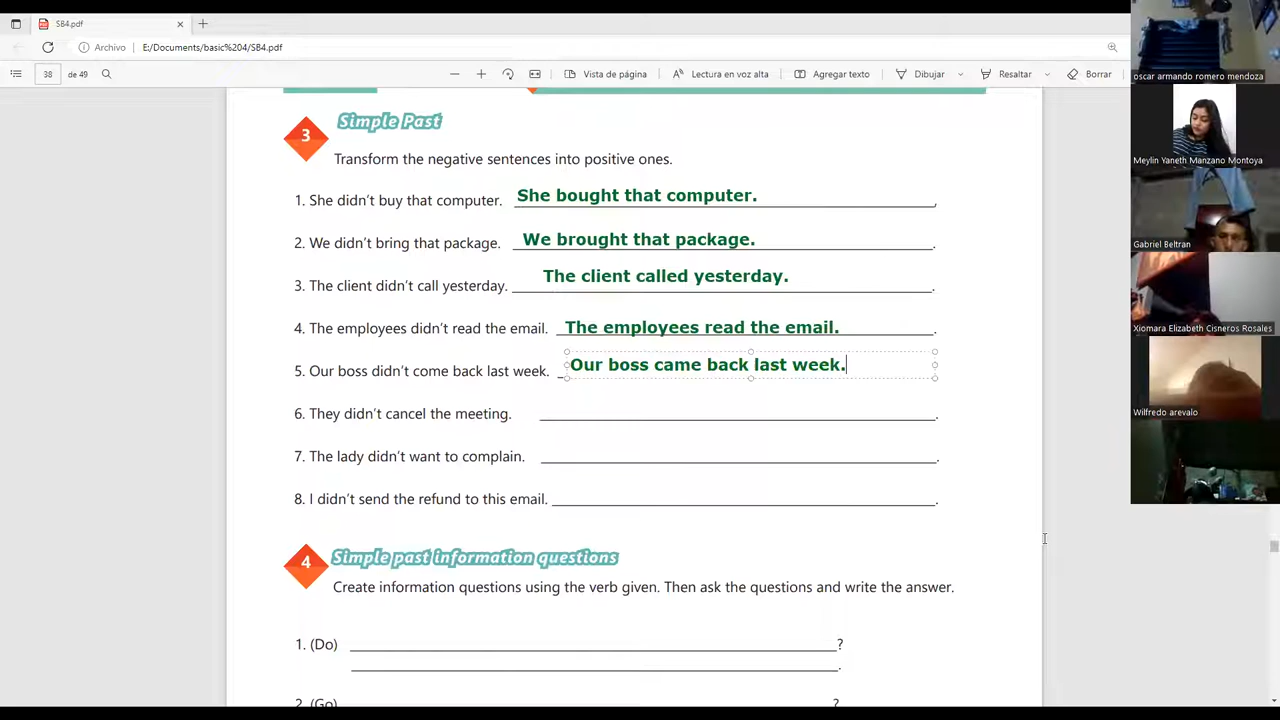 SB4.pdf
Archivo
E:/Documents/basic%204/SB4.pdf
38
de 49
Vista de página
Lectura en voz alta
Agregar texto
Dibujar
Resaltar
Borrar
3
Simple Past
Transform the negative sentences into positive ones.
1. She didn't buy that computer. She bought that computer.
2. We didn't bring that package. We brought that package.
3. The client didn't call yesterday. The client called yesterday.
4. The employees didn't read the email. The employees read the email.
5. Our boss didn't come back last week. Our boss came back last week.
6. They didn't cancel the meeting.
7. The lady didn't want to complain.
8. I didn't send the refund to this email.
4
Simple past information questions
Create information questions using the verb given. Then ask the questions and write the answer.
1. (Do) ?
2. (Go) ?
oscar armando romero mendoza
Meylin Yaneth Manzano Montoya
Gabriel Beltran
Xiomara Elizabeth Cisneros Rosales
Wilfredo arevalo